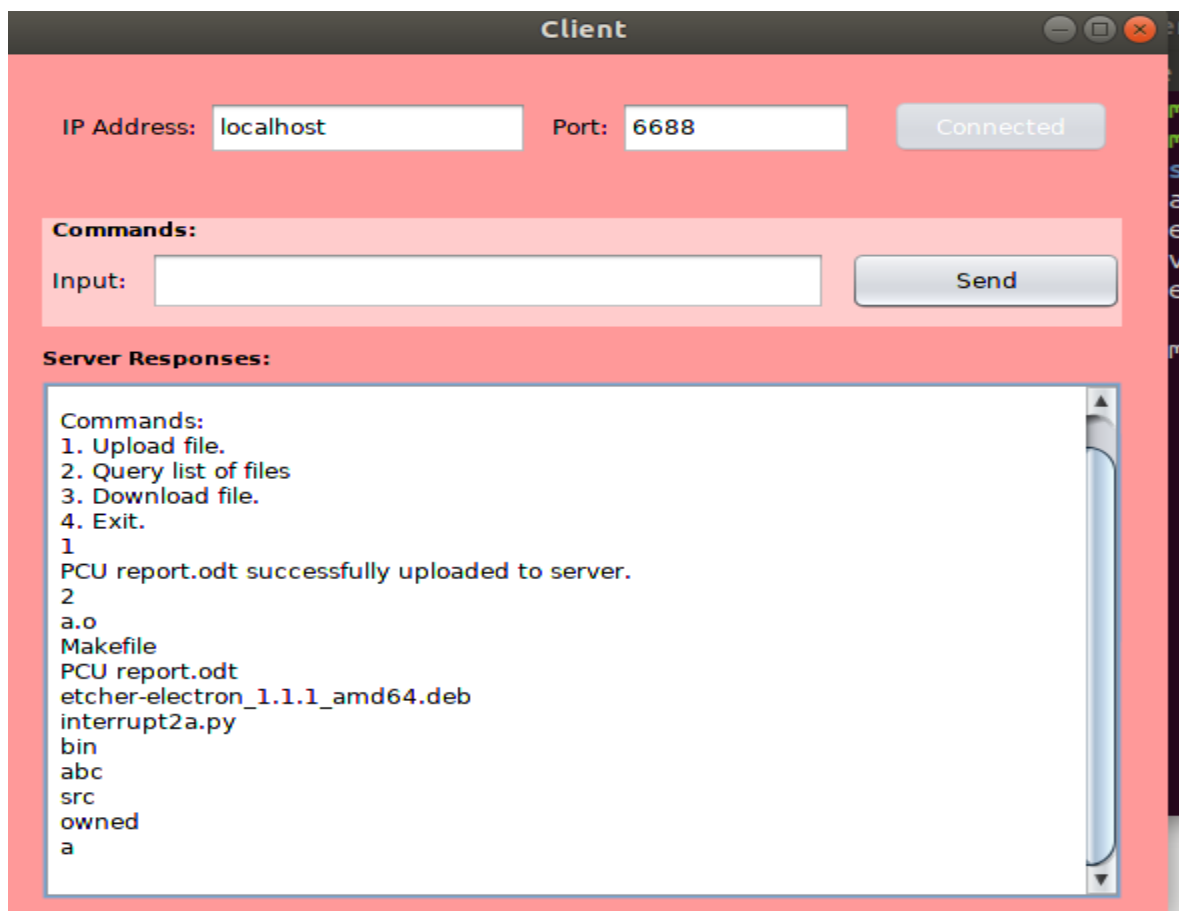 Client
IP Address: localhost Port: 6688 Connected
Commands:
Input: Send
Server Responses:
Commands:
1. Upload file.
2. Query list of files
3. Download file.
4. Exit.
1
PCU report.odt successfully uploaded to server.
2
a.o
Makefile
PCU report.odt
etcher-electron_1.1.1_amd64.deb
interrupt2a.py
bin
abc
src
owned
a